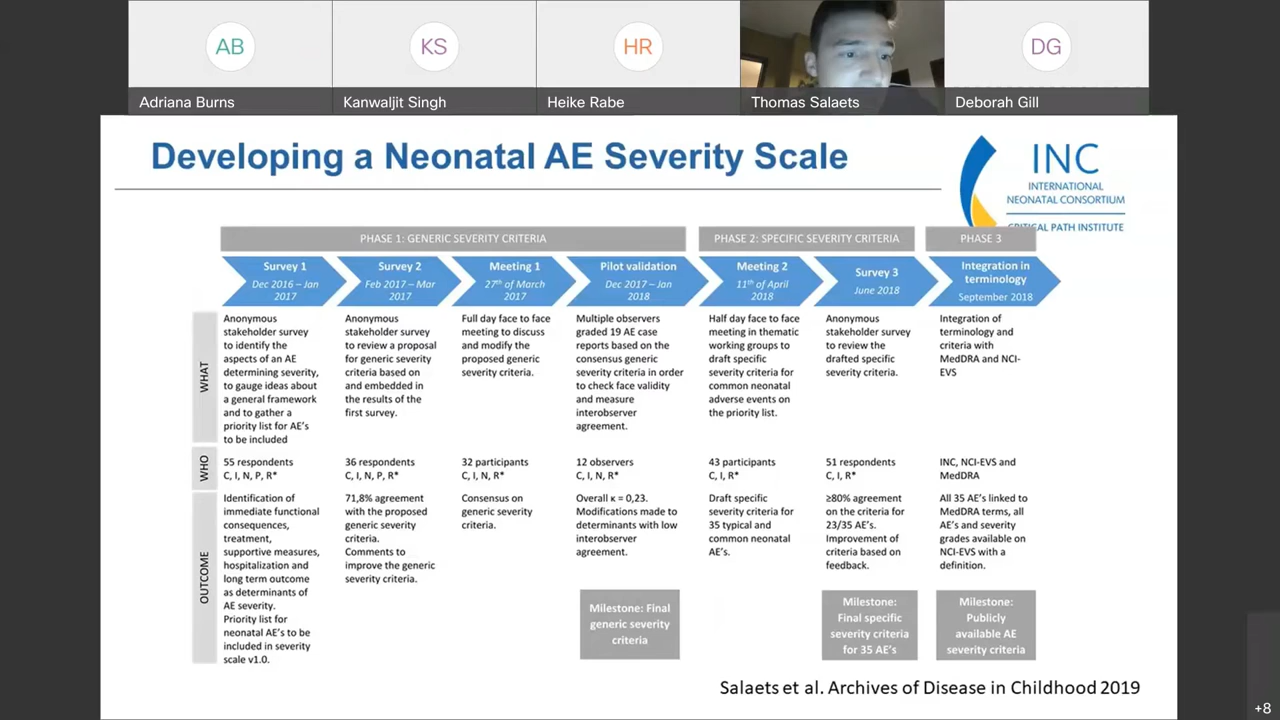 AB
KS
HR
DG
Adriana Burns
Kanwaljit Singh
Heike Rabe
Thomas Salaets
Deborah Gill
Developing a Neonatal AE Severity Scale
INC
INTERNATIONAL
NEONATAL CONSORTIUM
CRITICAL PATH INSTITUTE
PHASE 1: GENERIC SEVERITY CRITERIA
PHASE 2: SPECIFIC SEVERITY CRITERIA
PHASE 3
Survey 1
Dec 2016 – Jan
2017
Survey 2
Feb 2017 – Mar
2017
Meeting 1
27th of March
2017
Pilot validation
Dec 2017 – Jan
2018
Meeting 2
11th of April
2018
Survey 3
June 2018
Integration in
terminology
September 2018
WHAT
Anonymous
stakeholder survey
to identify the
aspects of an AE
determining severity,
to gauge ideas about
a general framework
and to gather a
priority list for AE's
to be included
Anonymous
stakeholder survey
to review a proposal
for generic severity
criteria based on
and embedded in
the results of the
first survey.
Full day face to face
meeting to discuss
and modify the
proposed generic
severity criteria.
Multiple observers
graded 19 AE case
reports based on the
consensus generic
severity criteria in order
to check face validity
and measure
interobserver
agreement.
Half day face to face
meeting in thematic
working groups to
draft specific
severity criteria for
common neonatal
adverse events on
the priority list.
Anonymous
stakeholder survey
to review the
drafted specific
severity criteria.
Integration of
terminology and
criteria with
MedDRA and NCI-
EVS
WHO
55 respondents
C, I, N, P, R*
36 respondents
C, I, N, P, R*
32 participants
C, I, N, R*
12 observers
C, I, N, R*
43 participants
C, I, R*
51 respondents
C, I, R*
INC, NCI-EVS and
MedDRA
OUTCOME
Identification of
immediate functional
consequences,
treatment,
supportive measures,
hospitalization and
long term outcome
as determinants of
AE severity.
Priority list for
neonatal AE's to be
included in severity
scale v1.0.
71,8% agreement
with the proposed
generic severity
criteria.
Comments to
improve the generic
severity criteria.
Consensus on
generic severity
criteria.
Overall κ = 0,23.
Modifications made to
determinants with low
interobserver
agreement.
Draft specific
severity criteria for
35 typical and
common neonatal
AE's.
≥80% agreement
on the criteria for
23/35 AE's.
Improvement of
criteria based on
feedback.
All 35 AE's linked to
MedDRA terms, all
AE's and severity
grades available on
NCI-EVS with a
definition.
Milestone: Final
generic severity
criteria
Milestone:
Final specific
severity criteria
for 35 AE's
Milestone:
Publicly
available AE
severity criteria
Salaets et al. Archives of Disease in Childhood 2019
+8